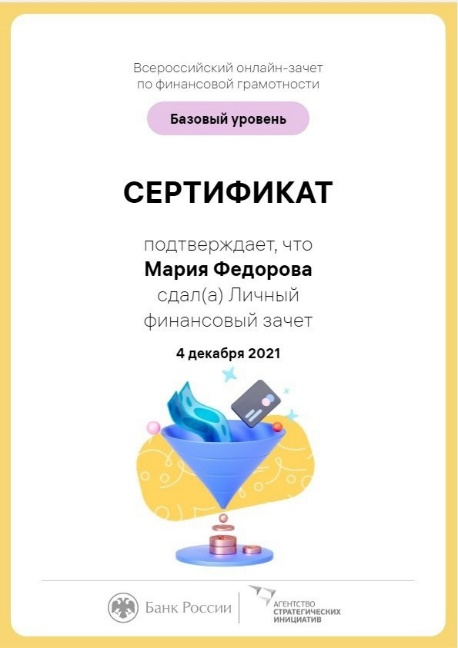 Всероссийский онлайн-зачет
по финансовой грамотности
Базовый уровень
СЕРТИФИКАТ
подтверждает, что
Мария Федорова
сдал(а) Личный
финансовый зачет
4 декабря 2021
Банк России
АГЕНТСТВО
СТРАТЕГИЧЕСКИХ
ИНИЦИАТИВ